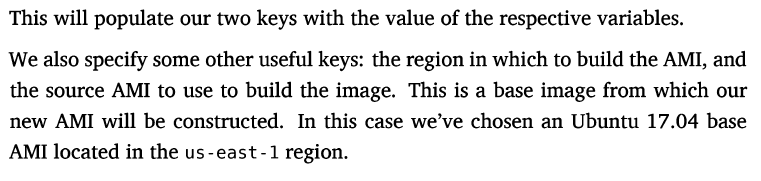 This will populate our two keys with the value of the respective variables.
We also specify some other useful keys: the region in which to build the AMI, and
the source AMI to use to build the image. This is a base image from which our
new AMI will be constructed. In this case we’ve chosen an Ubuntu 17.04 base
AMI located in the us-east-1 region.